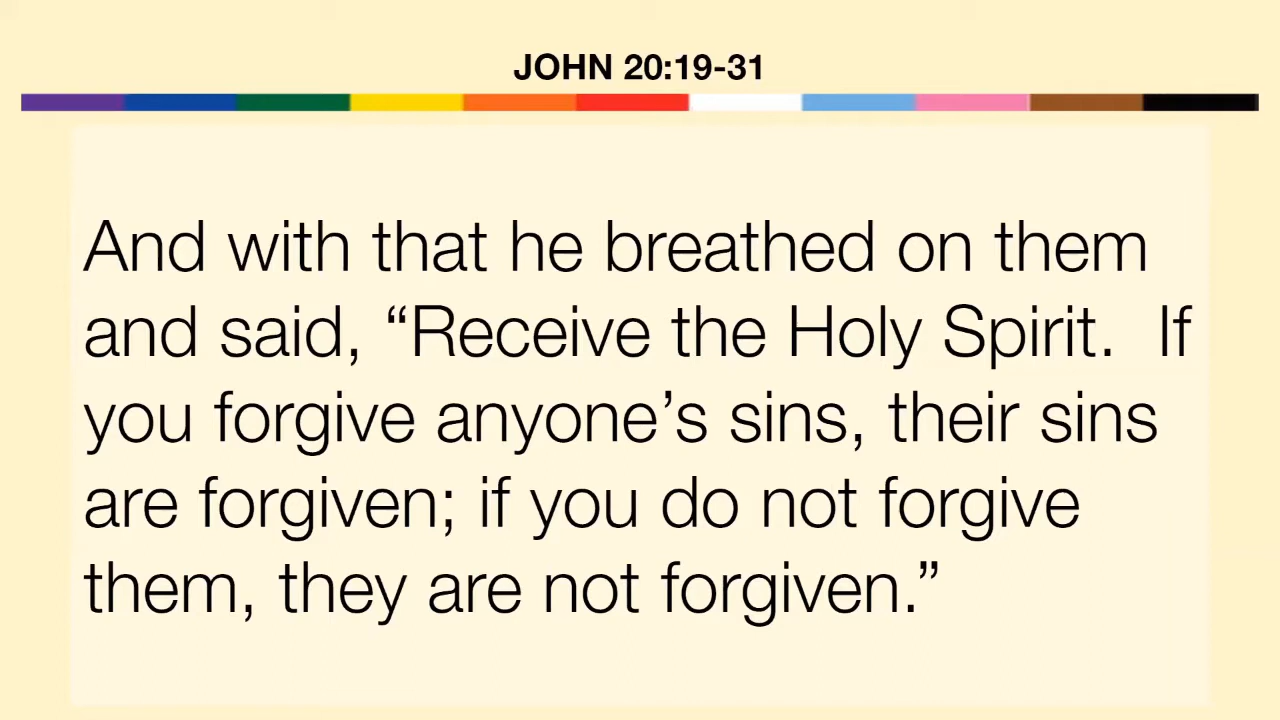 JOHN 20:19-31
And with that he breathed on them
and said, “Receive the Holy Spirit.  If
you forgive anyone’s sins, their sins
are forgiven; if you do not forgive
them, they are not forgiven.”